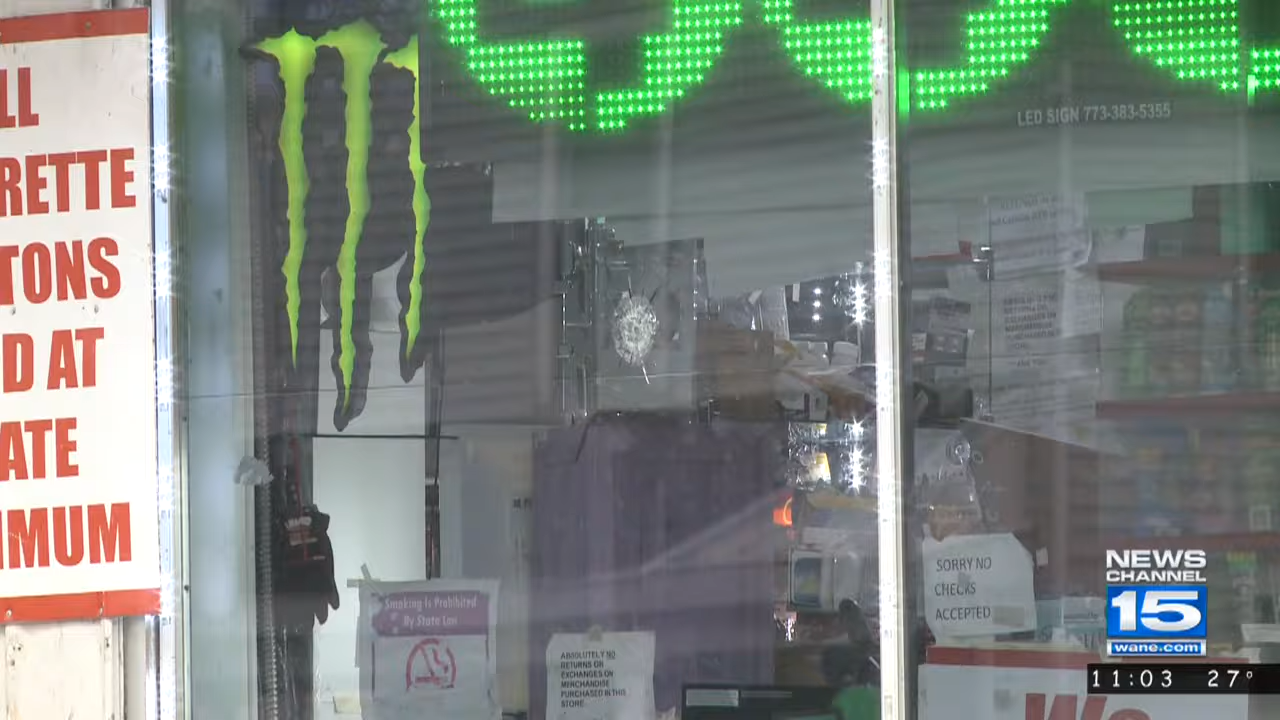 LL
RETTE
TONS
D AT
ATE
IMUM
LED SIGN 773-383-5355
Smoking Is Prohibited
By State Law
ABSOLUTELY NO
RETURNS OR
EXCHANGES ON
MERCHANDISE
PURCHASED IN THIS
STORE
SORRY NO
CHECKS
ACCEPTED
We
NEWS
CHANNEL
15
wane.com
11:03 27°